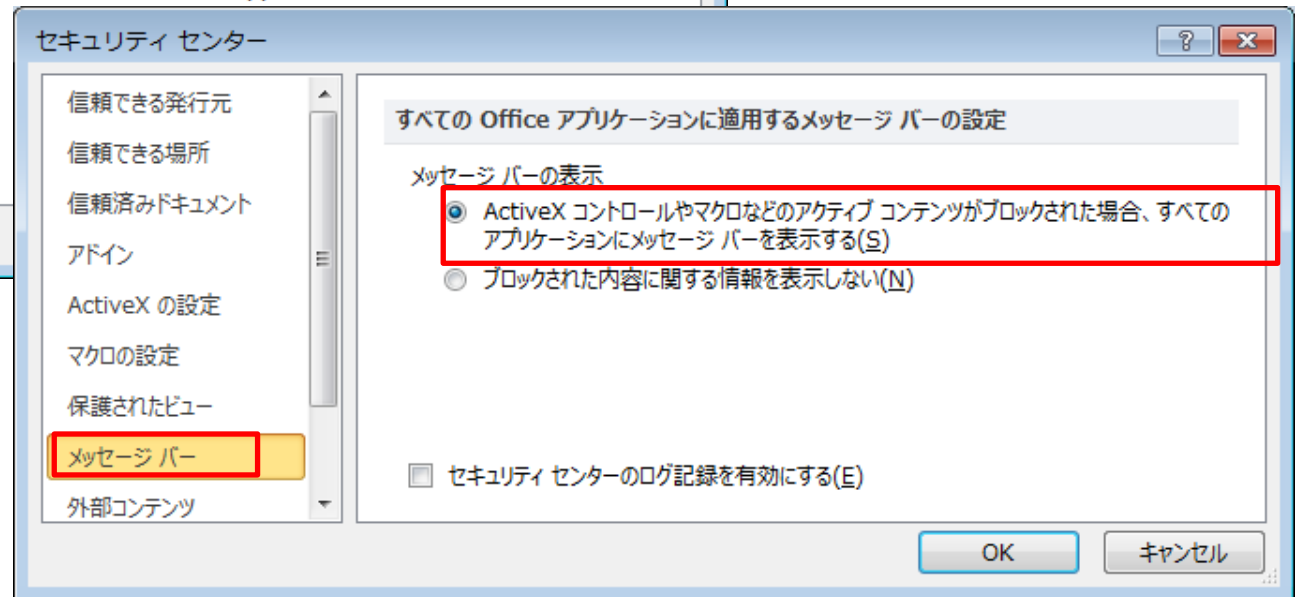 セキュリティ センター
信頼できる発行元
信頼できる場所
信頼済みドキュメント
アドイン
ActiveX の設定
マクロの設定
保護されたビュー
メッセージ バー
外部コンテンツ
すべての Office アプリケーションに適用するメッセージ バーの設定
メッセージ バーの表示
ActiveX コントロールやマクロなどのアクティブ コンテンツがブロックされた場合、すべての
アプリケーションにメッセージ バーを表示する(S)
ブロックされた内容に関する情報を表示しない(N)
セキュリティ センターのログ記録を有効にする(E)
OK
キャンセル